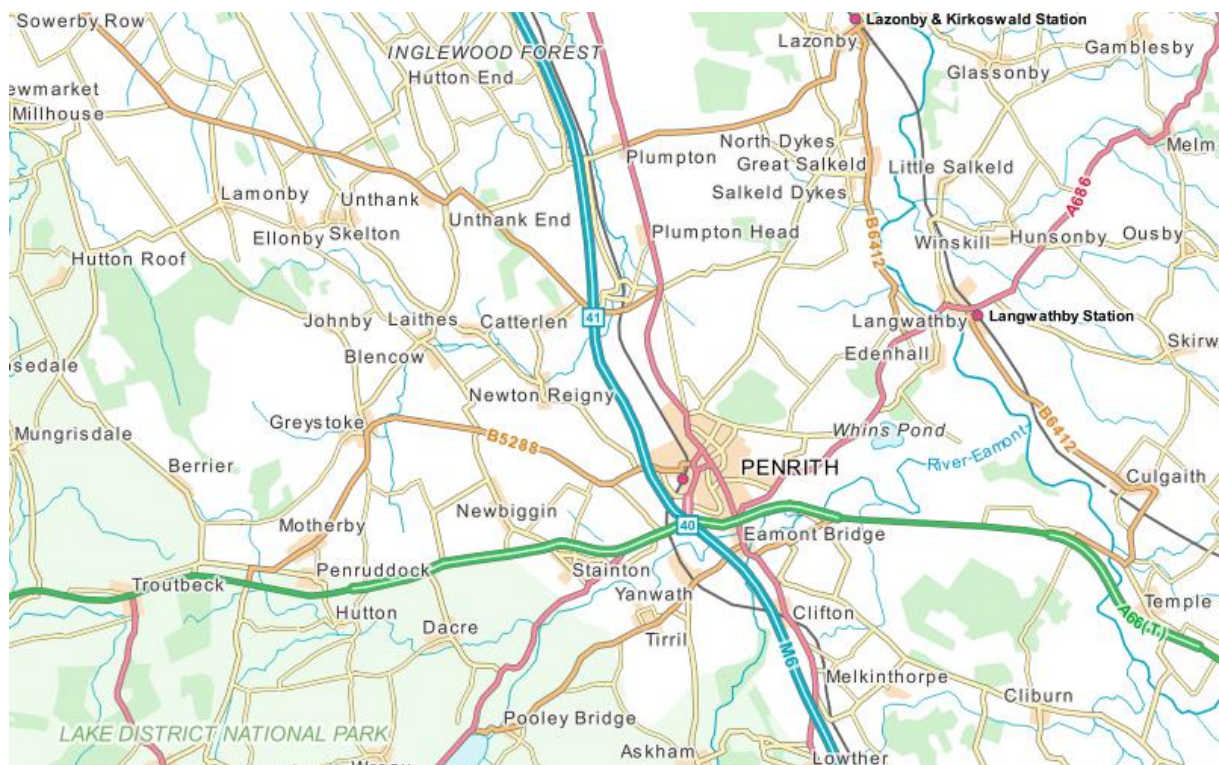 Sowerby Row
Lazonby & Kirkoswald Station
Lazonby
Gamblesby
INGLEWOOD FOREST
Hutton End
Glassonby
ewmarket
Millhouse
North Dykes
Melm
Plumpton
Great Salkeld
Little Salkeld
Lamonby
Unthank
Salkeld Dykes
A686
Unthank End
Ellonby
Skelton
Plumpton Head
B6412
Winskill
Hunsonby
Ousby
Hutton Roof
Johnby
Laithes
Catterlen
41
Langwathby
Langwathby Station
Blencow
Edenhall
Skirw
osedale
Newton Reigny
Greystoke
Mungrisdale
B5288
Whins Pond
B6412
Berrier
PENRITH
River-Eamont
Culgaith
Newbiggin
Motherby
40
Eamont Bridge
Penruddock
Stainton
Troutbeck
Yanwath
Hutton
Clifton
Temple
A66(T)
Dacre
Tirril
M6
Melkinthorpe
Cliburn
Pooley Bridge
LAKE DISTRICT NATIONAL PARK
Askham
Lowther